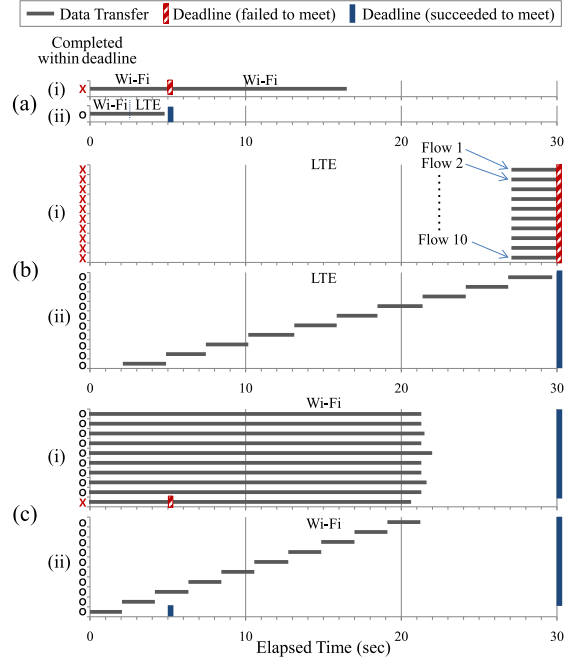 Data Transfer Deadline (failed to meet) Deadline (succeeded to meet)
Completed
within deadline
Wi-Fi Wi-Fi
(a) (i) X
(ii) O Wi-Fi LTE
0 10 20 30
LTE
Flow 1
Flow 2
Flow 10
(b) (i)
X
X
X
X
X
X
X
X
X
X
LTE
(ii)
O
O
O
O
O
O
O
O
O
O
0 10 20 30
Wi-Fi
(c) (i)
O
O
O
O
O
O
O
O
O
X
Wi-Fi
(ii)
O
O
O
O
O
O
O
O
O
O
0 10 20 30
Elapsed Time (sec)